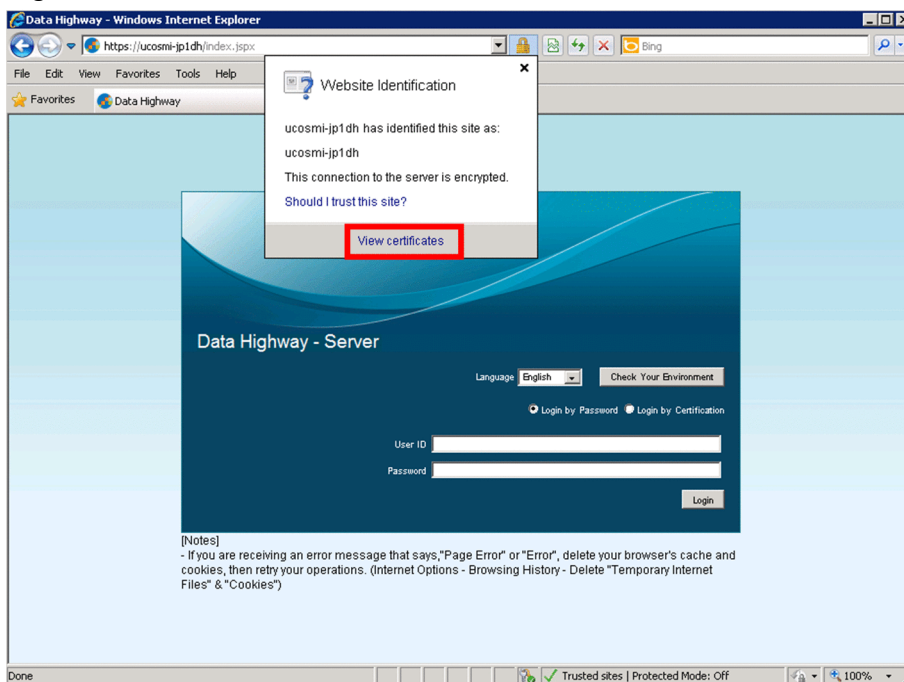 Data Highway - Windows Internet Explorer
https://ucosmi-jp1dh/index.jspx
Bing
File Edit View Favorites Tools Help
Favorites
Data Highway
Website Identification
ucosmi-jp1dh has identified this site as:
ucosmi-jp1dh
This connection to the server is encrypted.
Should I trust this site?
View certificates
Data Highway - Server
Language English Check Your Environment
Login by Password Login by Certification
User ID
Password
Login
[Notes]
- If you are receiving an error message that says,"Page Error" or "Error", delete your browser's cache and
cookies, then retry your operations. (Internet Options - Browsing History - Delete "Temporary Internet
Files" & "Cookies")
Done
Trusted sites | Protected Mode: Off
100%